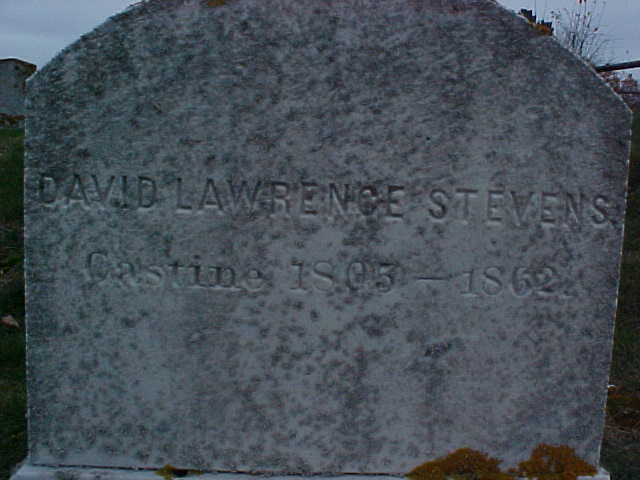 DAVID LAWRENCE STEVENS.
Castine 1803 — 1862.